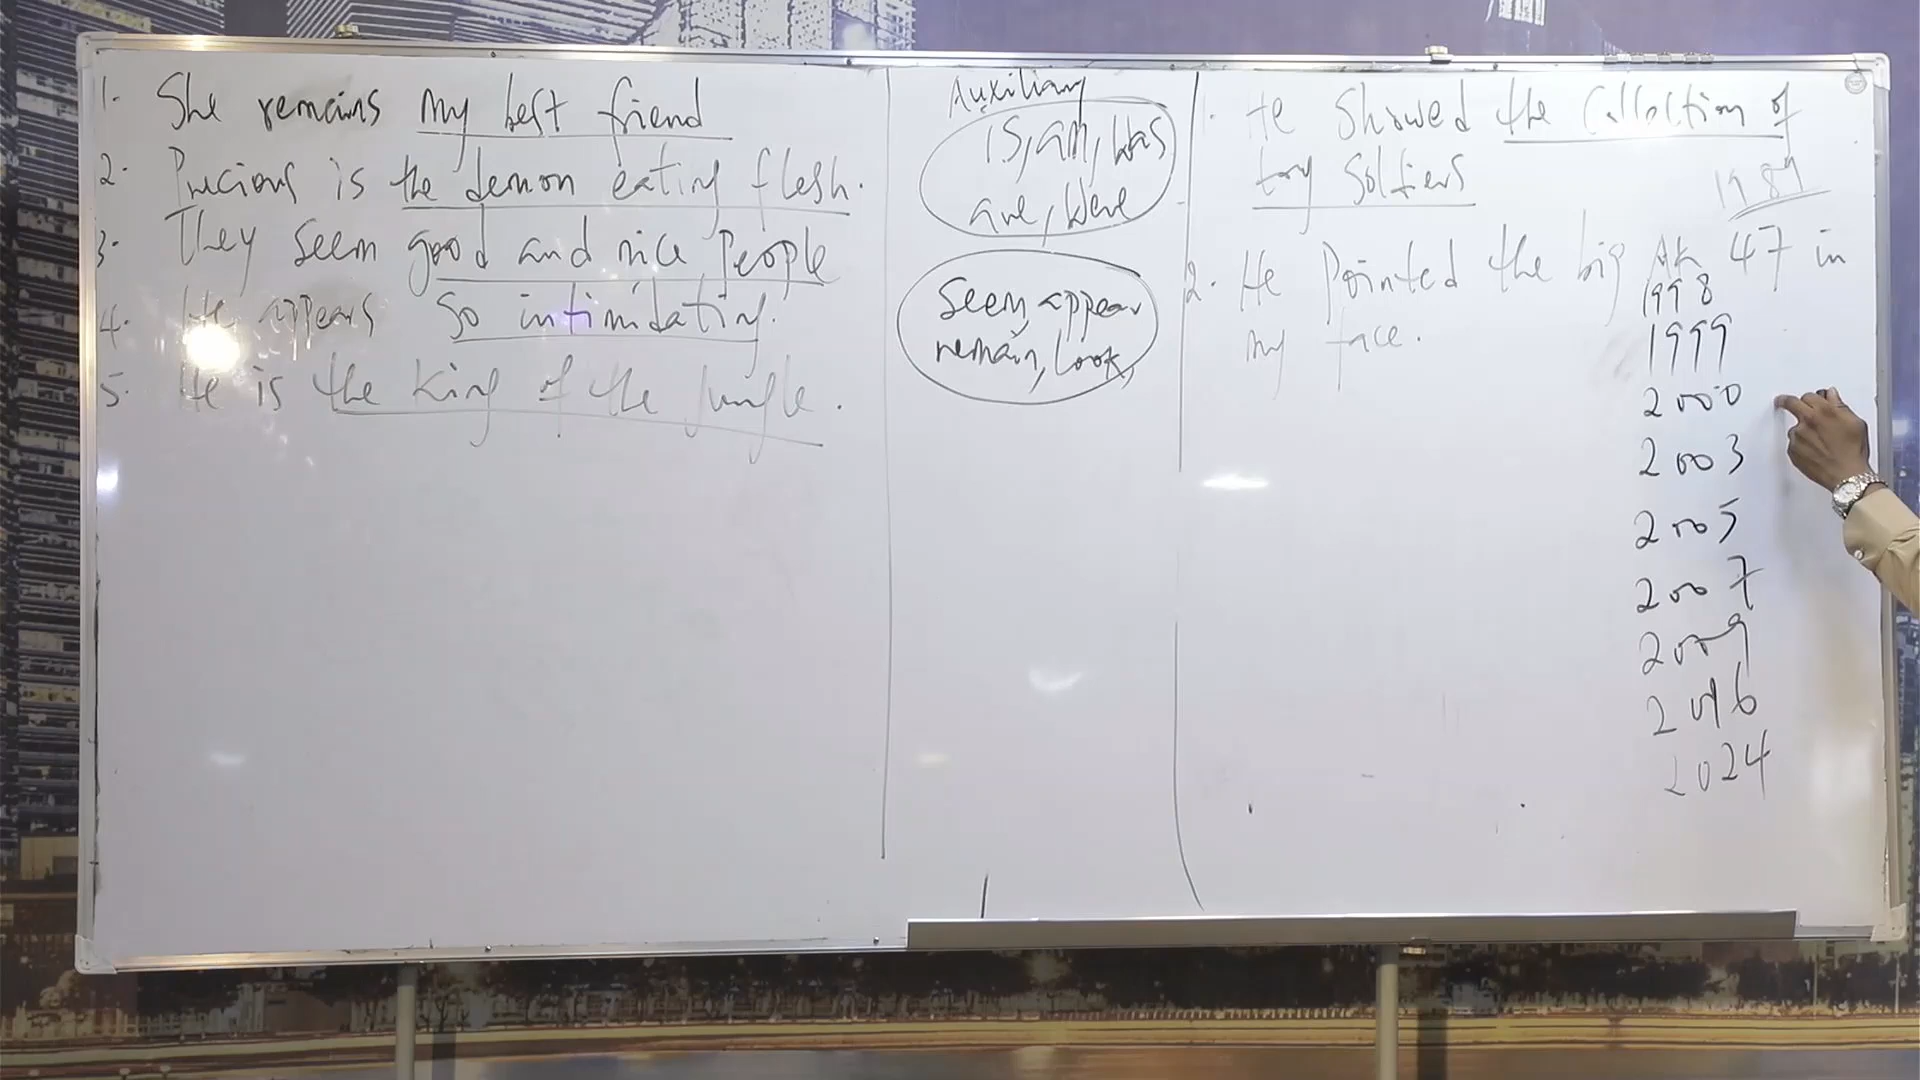 1. She remains my best friend
2. Precious is the demon eating flesh.
3. They seem good and nice people
4. He appears so intimidating.
5. He is the king of the jungle.
Auxiliary
is, am, was
are, were
seem, appear
remain, look,
1. He showed the collection of
toy soldiers
1989
2. He pointed the big AK 47 in
my face.
1998
1999
2000
2003
2005
2007
2009
2016
2024